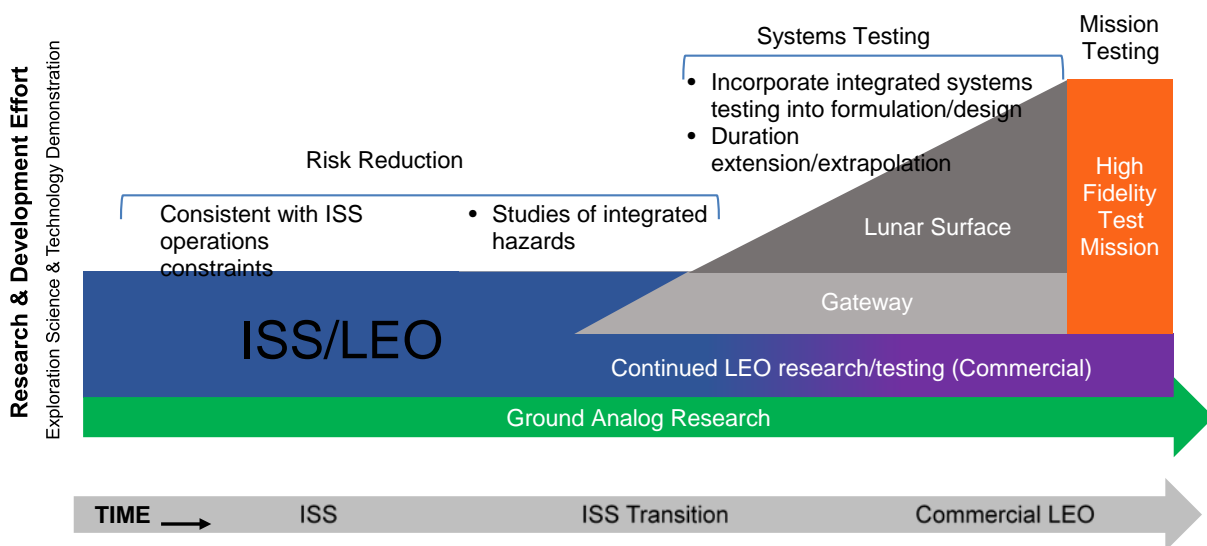 Research & Development Effort
Exploration Science & Technology Demonstration
Systems Testing
Mission
Testing
• Incorporate integrated systems
testing into formulation/design
• Duration
extension/extrapolation
Risk Reduction
Consistent with ISS
operations
constraints
• Studies of integrated
hazards
High
Fidelity
Test
Mission
Lunar Surface
Gateway
ISS/LEO
Continued LEO research/testing (Commercial)
Ground Analog Research
TIME
ISS
ISS Transition
Commercial LEO